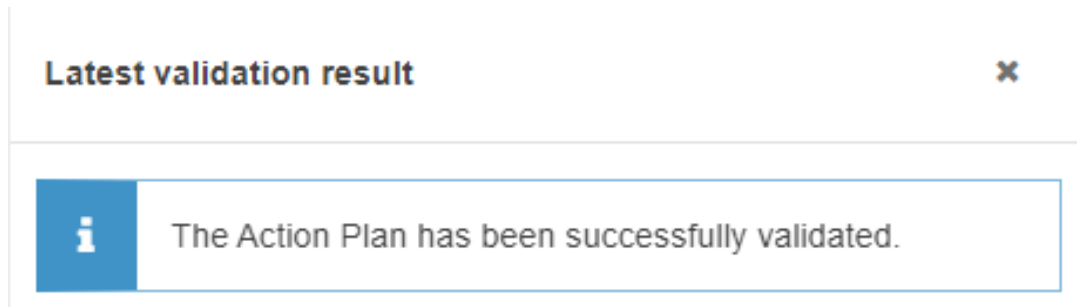 Latest validation result
The Action Plan has been successfully validated.